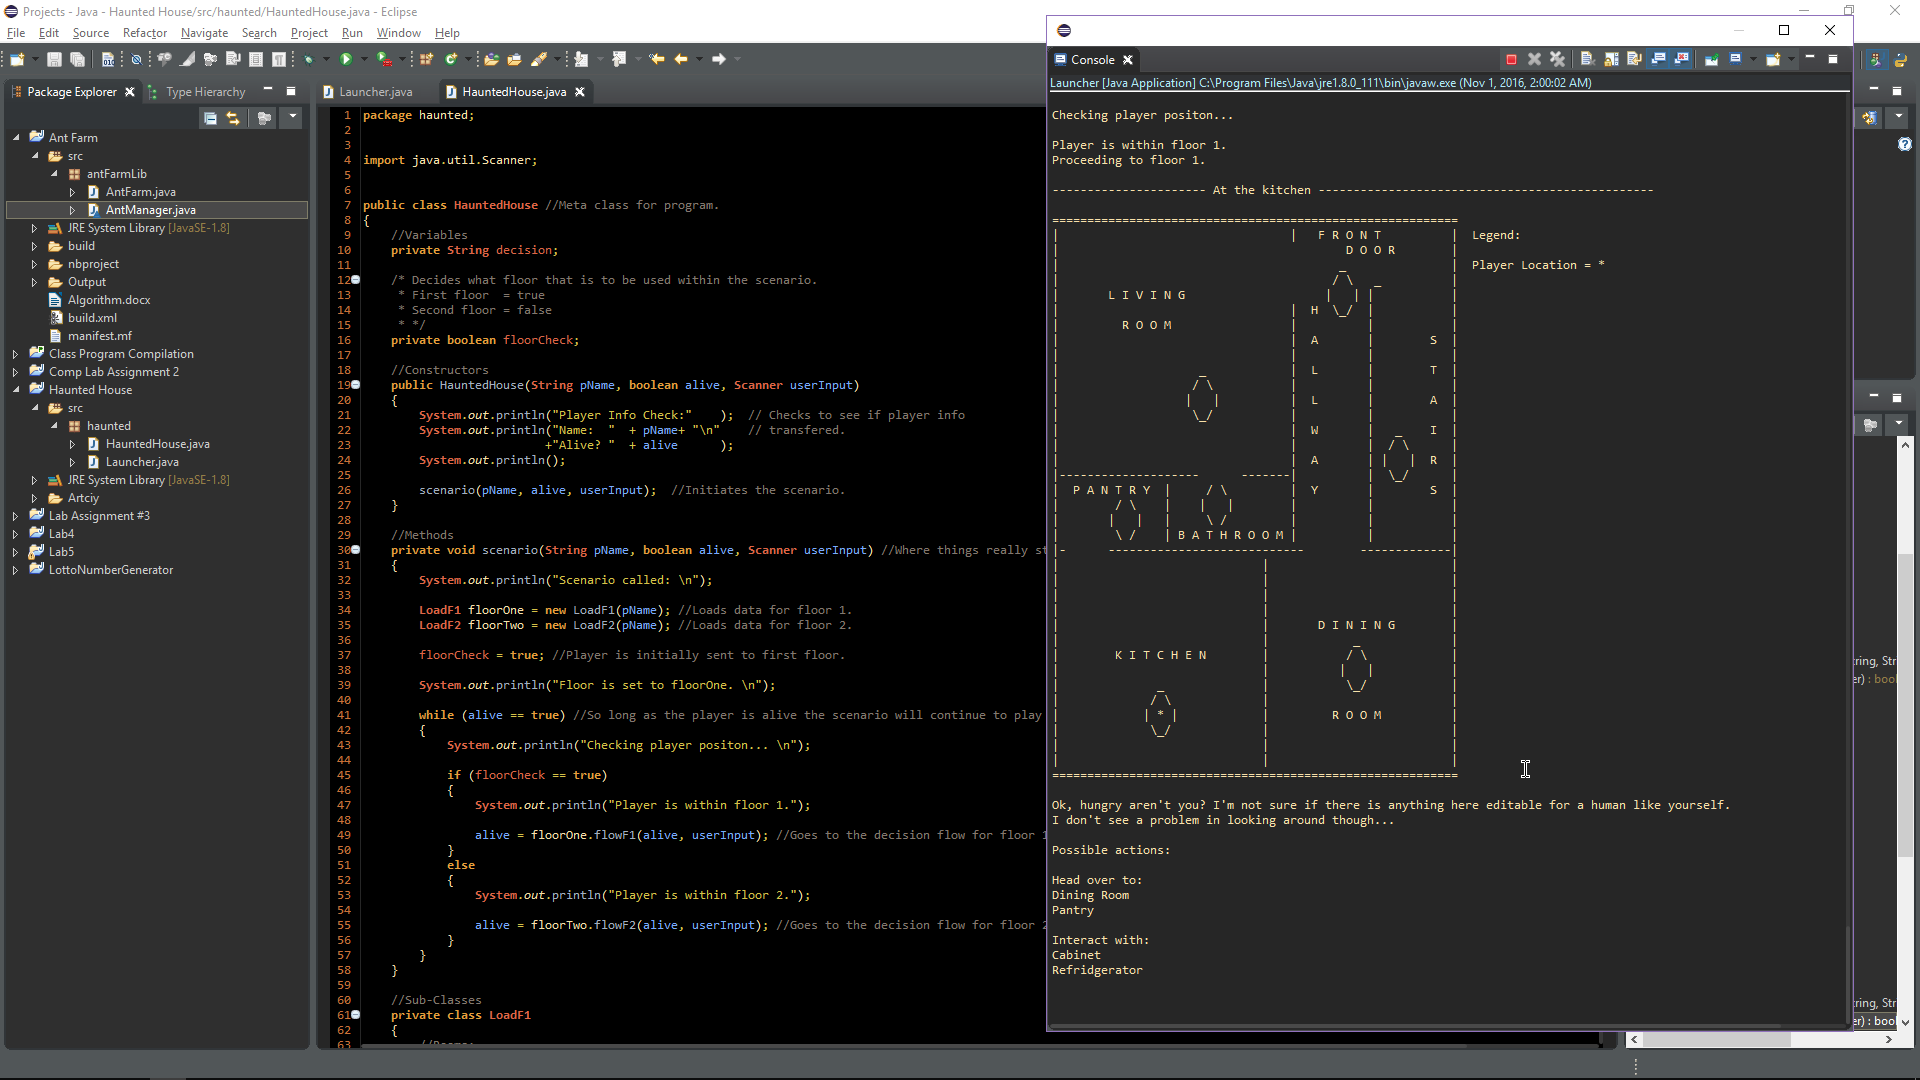 Projects - Java - Haunted House/src/haunted/HauntedHouse.java - Eclipse
File Edit Source Refactor Navigate Search Project Run Window Help
Package Explorer
Type Hierarchy
Ant Farm
src
antFarmLib
AntFarm.java
AntManager.java
JRE System Library [JavaSE-1.8]
build
nbproject
Output
Algorithm.docx
build.xml
manifest.mf
Class Program Compilation
Comp Lab Assignment 2
Haunted House
src
haunted
HauntedHouse.java
Launcher.java
JRE System Library [JavaSE-1.8]
Artciy
Lab Assignment #3
Lab4
Lab5
LottoNumberGenerator
Launcher.java
HauntedHouse.java
1 package haunted;
2
3
4 import java.util.Scanner;
5
6
7 public class HauntedHouse //Meta class for program.
8 {
9 //Variables
10 private String decision;
11
12 /* Decides what floor that is to be used within the scenario.
13 * First floor  = true
14 * Second floor = false
15 * */
16 private boolean floorCheck;
17
18 //Constructors
19 public HauntedHouse(String pName, boolean alive, Scanner userInput)
20 {
21 System.out.println("Player Info Check:"    );  // Checks to see if player info
22 System.out.println("Name:  "  + pName+ "\n"    // transfered.
23 +"Alive? "  + alive      );
24 System.out.println();
25
26 scenario(pName, alive, userInput);  //Initiates the scenario.
27 }
28
29 //Methods
30 private void scenario(String pName, boolean alive, Scanner userInput) //Where things really st
31 {
32 System.out.println("Scenario called: \n");
33
34 LoadF1 floorOne = new LoadF1(pName); //Loads data for floor 1.
35 LoadF2 floorTwo = new LoadF2(pName); //Loads data for floor 2.
36
37 floorCheck = true; //Player is initially sent to first floor.
38
39 System.out.println("Floor is set to floorOne. \n");
40
41 while (alive == true) //So long as the player is alive the scenario will continue to play
42 {
43 System.out.println("Checking player positon... \n");
44
45 if (floorCheck == true)
46 {
47 System.out.println("Player is within floor 1.");
48
49 alive = floorOne.flowF1(alive, userInput); //Goes to the decision flow for floor 1
50 }
51 else
52 {
53 System.out.println("Player is within floor 2.");
54
55 alive = floorTwo.flowF2(alive, userInput); //Goes to the decision flow for floor 2
56 }
57 }
58 }
59
60 //Sub-Classes
61 private class LoadF1
62 {
63
Console
Launcher [Java Application] C:\Program Files\Java\jre1.8.0_111\bin\javaw.exe (Nov 1, 2016, 2:00:02 AM)
Checking player positon...
Player is within floor 1.
Proceeding to floor 1.
---------------------- At the kitchen ------------------------------------------------
F R O N T
D O O R
Legend:
Player Location = *
L I V I N G
R O O M
H A L L W A Y
S T A I R S
P A N T R Y
B A T H R O O M
D I N I N G
R O O M
K I T C H E N
*
Ok, hungry aren't you? I'm not sure if there is anything here editable for a human like yourself.
I don't see a problem in looking around though...
Possible actions:
Head over to:
Dining Room
Pantry
Interact with:
Cabinet
Refridgerator
ring, Str
er) : bool
ring, Str
er) : bool